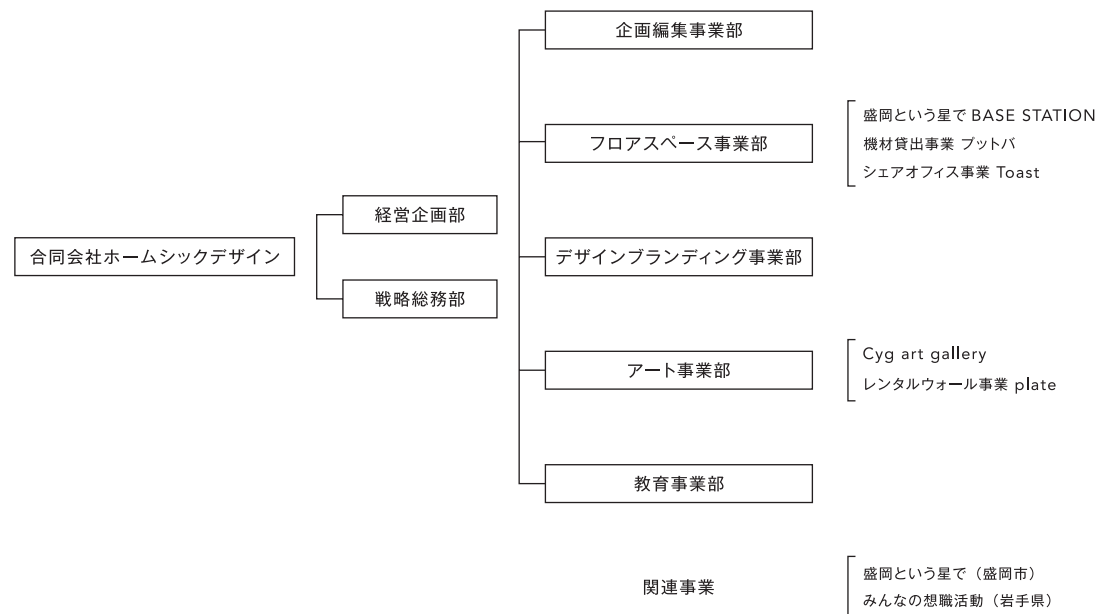 合同会社ホームシックデザイン
経営企画部
戦略総務部
企画編集事業部
フロアスペース事業部
盛岡という星で BASE STATION
機材貸出事業 プットバ
シェアオフィス事業 Toast
デザインブランディング事業部
アート事業部
Cyg art gallery
レンタルウォール事業 plate
教育事業部
関連事業
盛岡という星で（盛岡市）
みんなの想職活動（岩手県）